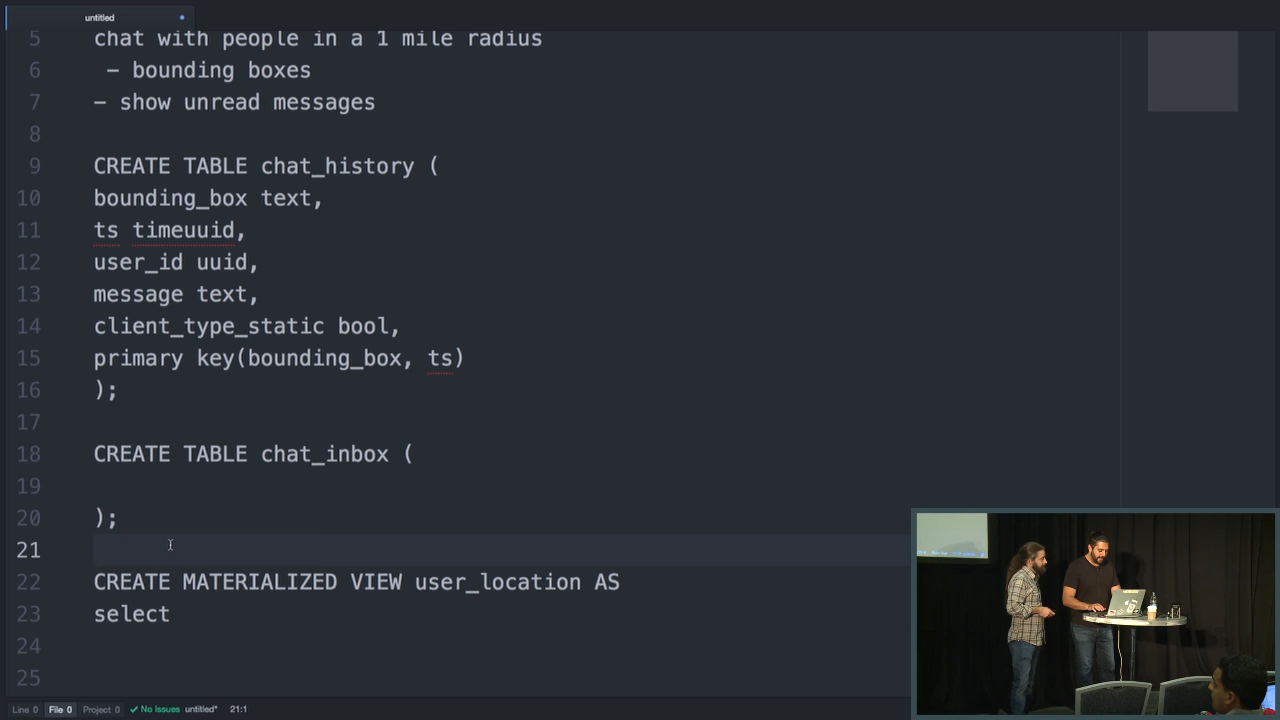 untitled
5 chat with people in a 1 mile radius
6 - bounding boxes
7 - show unread messages
8
9 CREATE TABLE chat_history (
10 bounding_box text,
11 ts timeuuid,
12 user_id uuid,
13 message text,
14 client_type_static bool,
15 primary key(bounding_box, ts)
16 );
17
18 CREATE TABLE chat_inbox (
19
20 );
21
22 CREATE MATERIALIZED VIEW user_location AS
23 select
24
25
Line 0 File 0 Project 0 No Issues untitled* 21:1